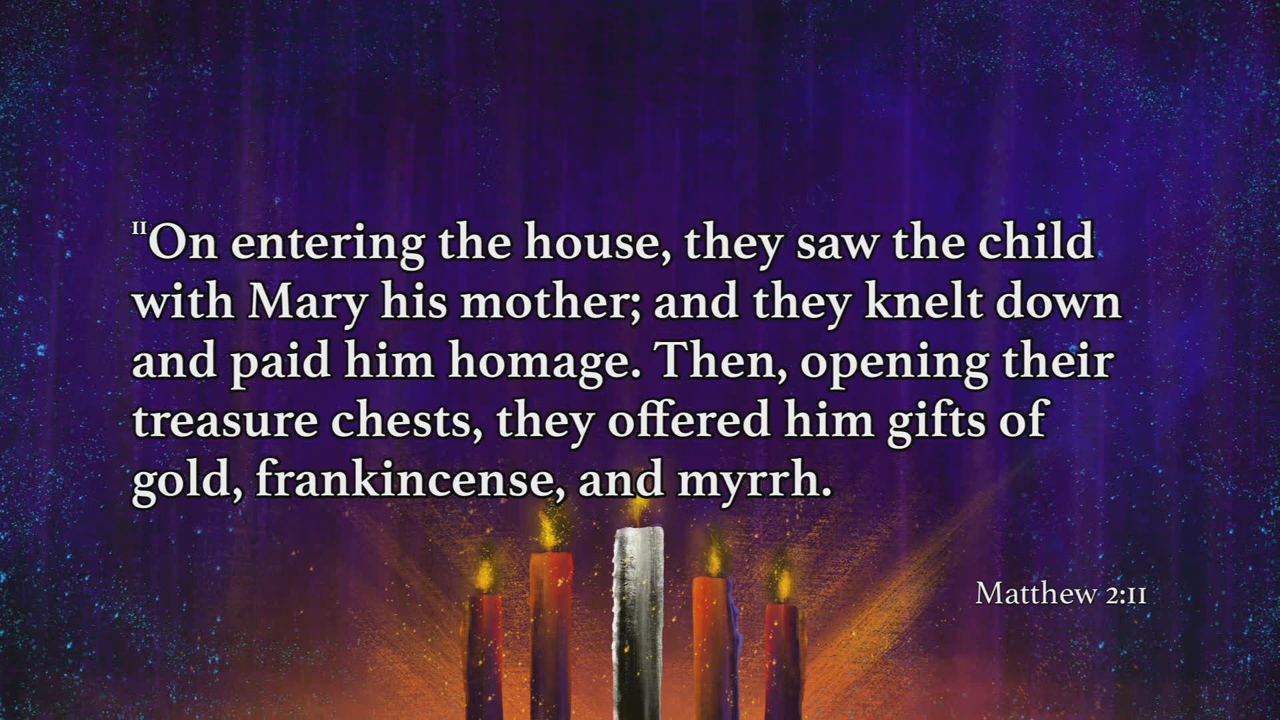 11On entering the house, they saw the child
with Mary his mother; and they knelt down
and paid him homage. Then, opening their
treasure chests, they offered him gifts of
gold, frankincense, and myrrh.
Matthew 2:11